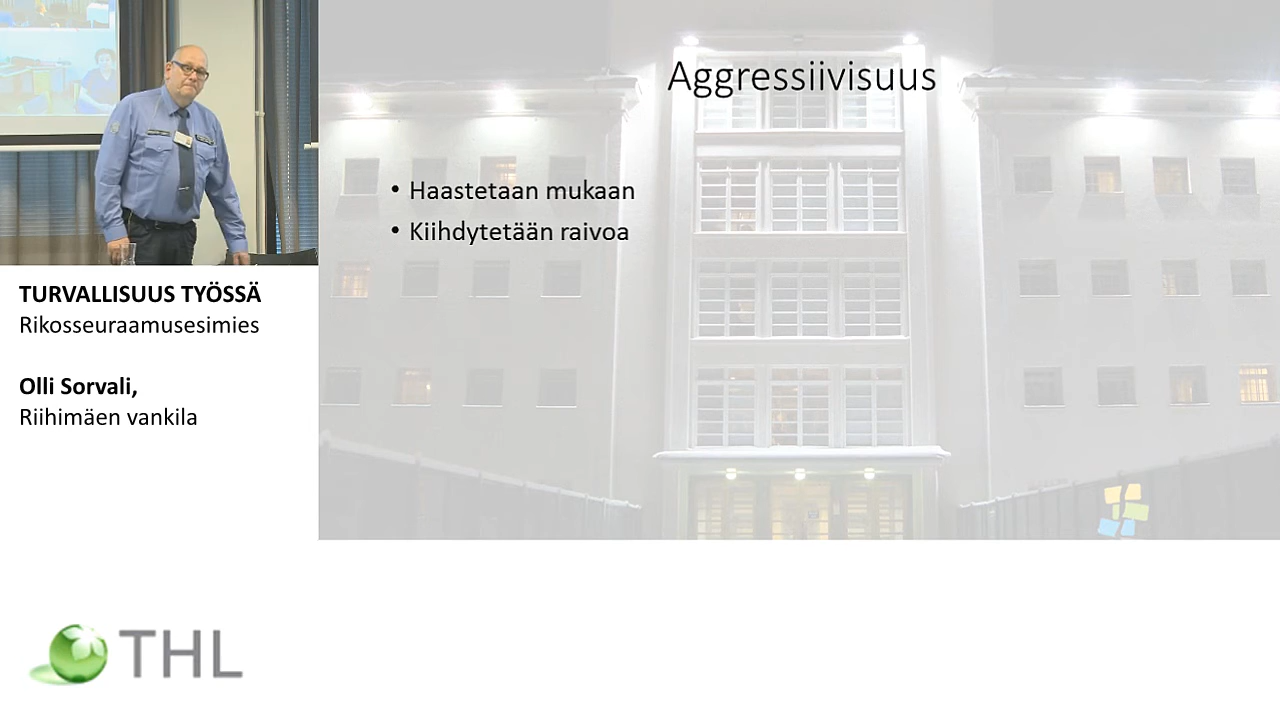 TURVALLISUUS TYÖSSÄ
Rikosseuraamusesimies
Olli Sorvali,
Riihimäen vankila
Aggressiivisuus
• Haastetaan mukaan
• Kiihdytetään raivoa
THL